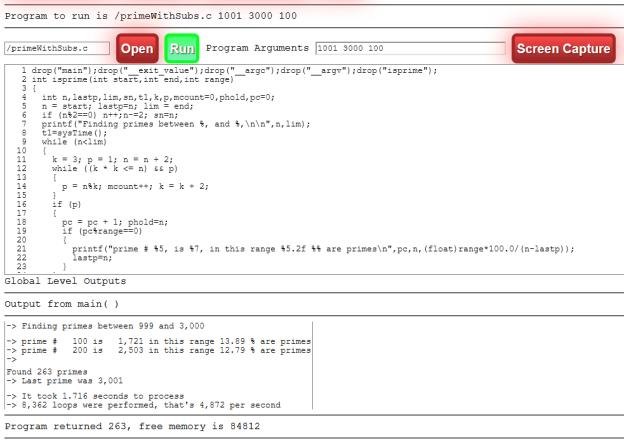 Program to run is /primeWithSubs.c 1001 3000 100
/primeWithSubs.c Open Run Program Arguments 1001 3000 100 Screen Capture
1 drop("main");drop("__exit_value");drop("__argc");drop("__argv");drop("isprime");
2 int isprime(int start,int end,int range)
3 {
4 int n,lastp,lim,sn,t1,k,p,mcount=0,phold,pc=0;
5 n = start; lastp=n; lim = end;
6 if (n%2==0) n++;n-=2; sn=n;
7 printf("Finding primes between %, and %,\n\n",n,lim);
8 t1=sysTime();
9 while (n<lim)
10 {
11 k = 3; p = 1; n = n + 2;
12 while ((k * k <= n) && p)
13 {
14 p = n%k; mcount++; k = k + 2;
15 }
16 if (p)
17 {
18 pc = pc + 1; phold=n;
19 if (pc%range==0)
20 {
21 printf("prime # %5, is %7, in this range %5.2f %% are primes\n",pc,n,(float)range*100.0/(n-lastp));
22 lastp=n;
23 }
Global Level Outputs
Output from main( )
-> Finding primes between 999 and 3,000
-> prime # 100 is 1,721 in this range 13.89 % are primes
-> prime # 200 is 2,503 in this range 12.79 % are primes
->
Found 263 primes
-> Last prime was 3,001
-> It took 1.716 seconds to process
-> 8,362 loops were performed, that's 4,872 per second
Program returned 263, free memory is 84812